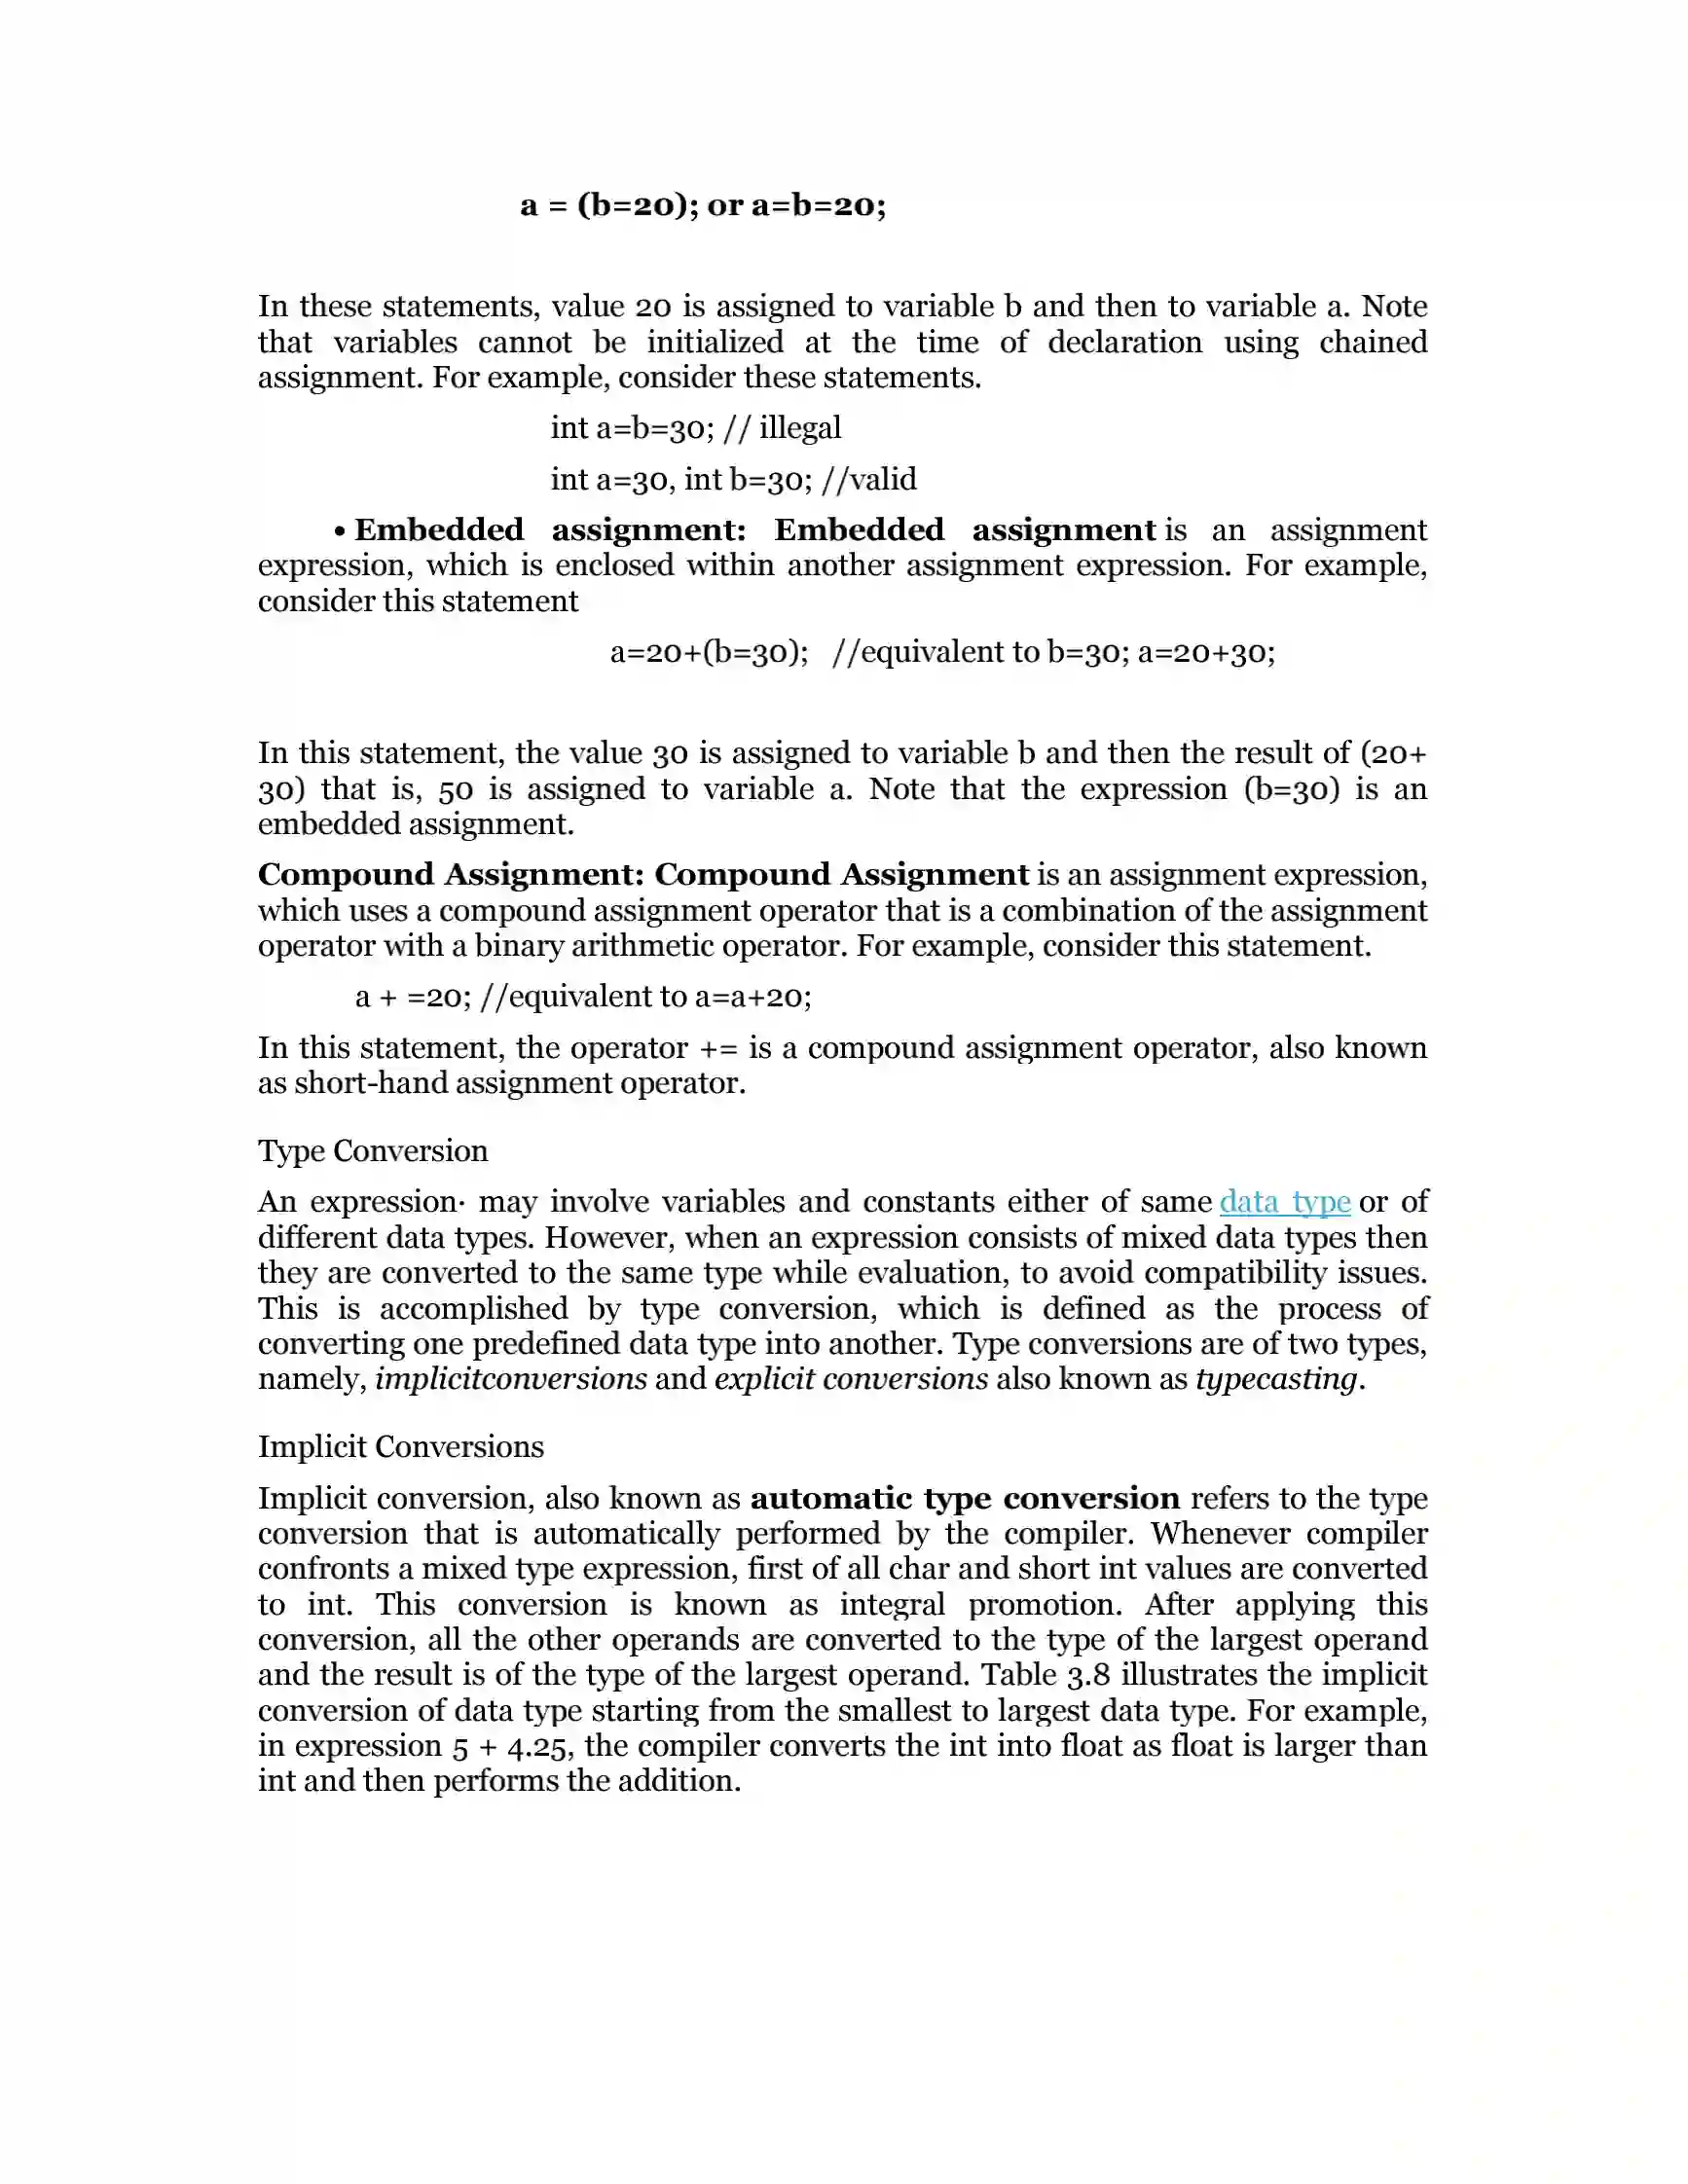 a = (b=20); or a=b=20;
In these statements, value 20 is assigned to variable b and then to variable a. Note
that variables cannot be initialized at the time of declaration using chained
assignment. For example, consider these statements.
int a=b=30; // illegal
int a=30, int b=30; //valid
• Embedded assignment: Embedded assignment is an assignment
expression, which is enclosed within another assignment expression. For example,
consider this statement
a=20+(b=30); //equivalent to b=30; a=20+30;
In this statement, the value 30 is assigned to variable b and then the result of (20+
30) that is, 50 is assigned to variable a. Note that the expression (b=30) is an
embedded assignment.
Compound Assignment: Compound Assignment is an assignment expression,
which uses a compound assignment operator that is a combination of the assignment
operator with a binary arithmetic operator. For example, consider this statement.
a + =20; //equivalent to a=a+20;
In this statement, the operator += is a compound assignment operator, also known
as short-hand assignment operator.
Type Conversion
An expression· may involve variables and constants either of same data type or of
different data types. However, when an expression consists of mixed data types then
they are converted to the same type while evaluation, to avoid compatibility issues.
This is accomplished by type conversion, which is defined as the process of
converting one predefined data type into another. Type conversions are of two types,
namely, implicitconversions and explicit conversions also known as typecasting.
Implicit Conversions
Implicit conversion, also known as automatic type conversion refers to the type
conversion that is automatically performed by the compiler. Whenever compiler
confronts a mixed type expression, first of all char and short int values are converted
to int. This conversion is known as integral promotion. After applying this
conversion, all the other operands are converted to the type of the largest operand
and the result is of the type of the largest operand. Table 3.8 illustrates the implicit
conversion of data type starting from the smallest to largest data type. For example,
in expression 5 + 4.25, the compiler converts the int into float as float is larger than
int and then performs the addition.